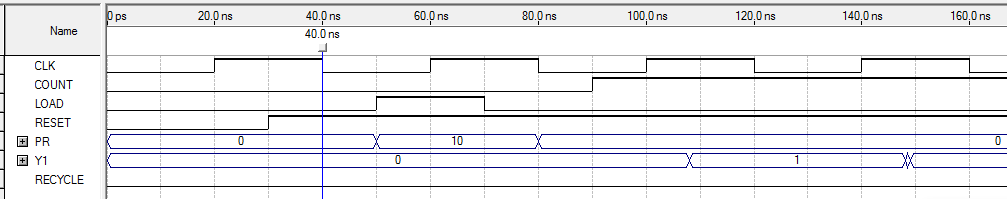 0 ps 20.0 ns 40.0 ns 60.0 ns 80.0 ns 100.0 ns 120.0 ns 140.0 ns 160.0 ns
Name
40.0 ns
CLK
COUNT
LOAD
RESET
PR 0 10 0
Y1 0 1
RECYCLE